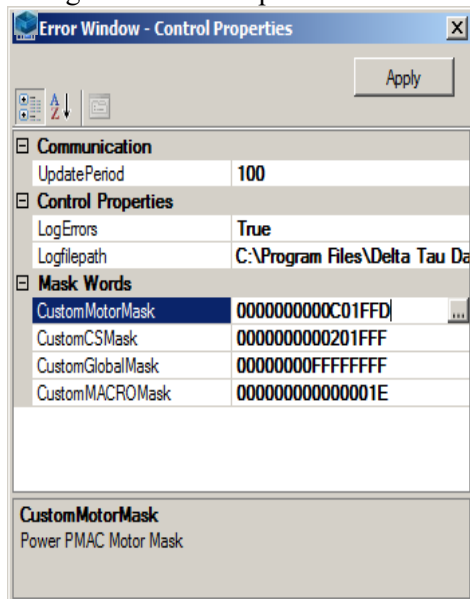 Error Window - Control Properties
Apply
Communication
UpdatePeriod 100
Control Properties
LogErrors True
Logfilepath C:\Program Files\Delta Tau Da
Mask Words
CustomMotorMask 0000000000C01FFD ...
CustomCSMask 0000000000201FFF
CustomGlobalMask 00000000FFFFFFFF
CustomMACROMask 000000000000001E
CustomMotorMask
Power PMAC Motor Mask